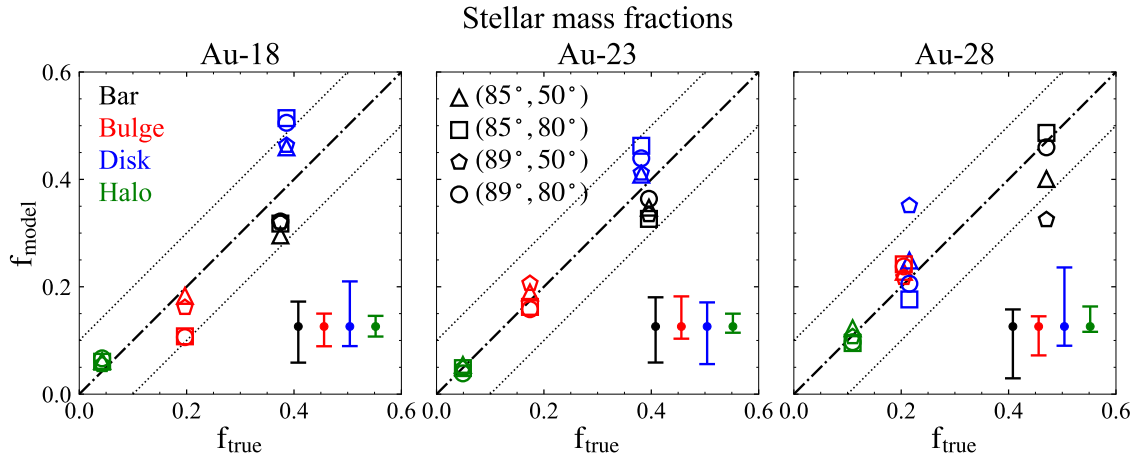 Stellar mass fractions
Au-18
Au-23
Au-28
Bar
Bulge
Disk
Halo
(85°, 50°)
(85°, 80°)
(89°, 50°)
(89°, 80°)
f_model
0.6
0.4
0.2
0.0
0.0 0.2 0.4 0.6
0.0 0.2 0.4 0.6
0.0 0.2 0.4 0.6
f_true
f_true
f_true